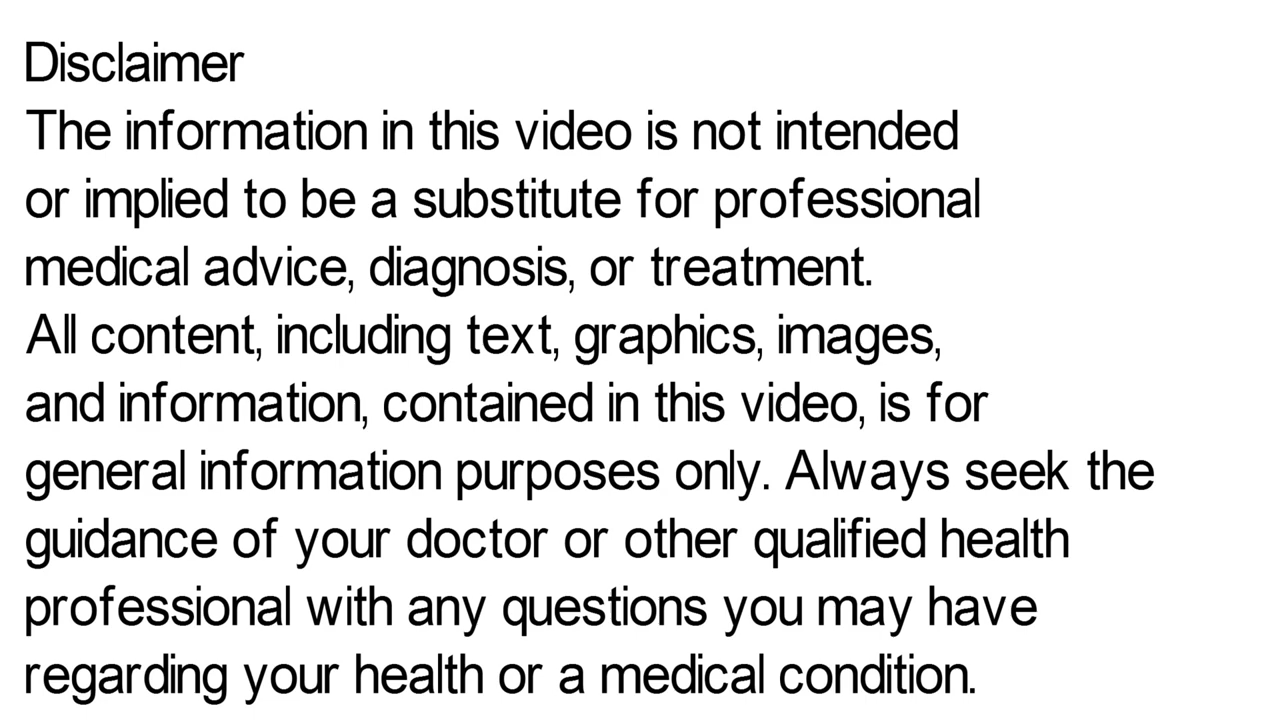 Disclaimer
The information in this video is not intended
or implied to be a substitute for professional
medical advice, diagnosis, or treatment.
All content, including text, graphics, images,
and information, contained in this video, is for
general information purposes only. Always seek the
guidance of your doctor or other qualified health
professional with any questions you may have
regarding your health or a medical condition.